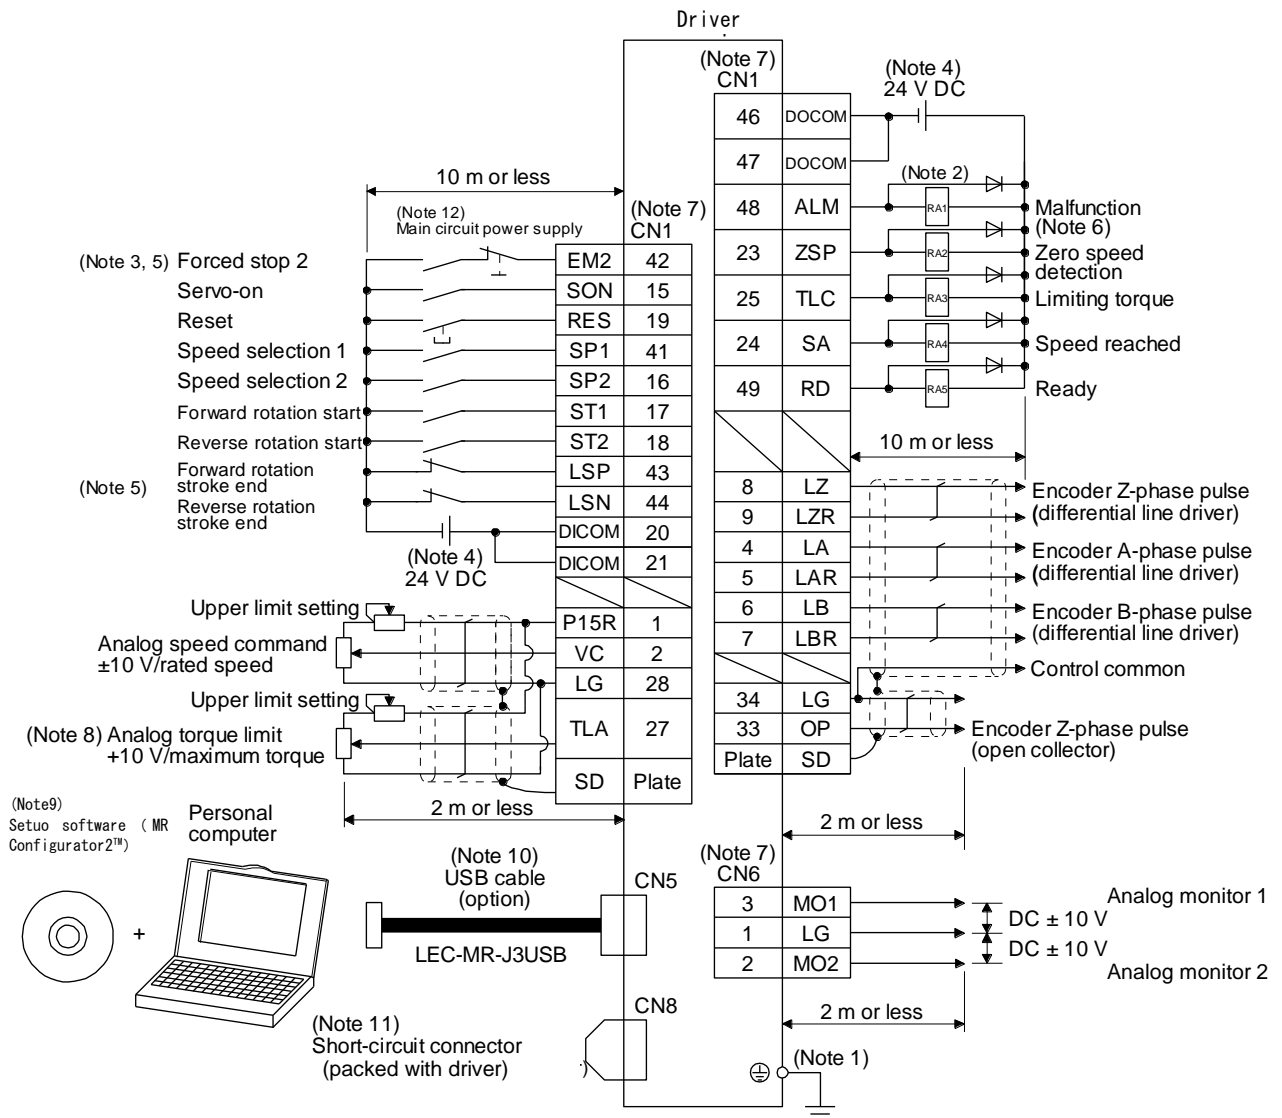 Driver
(Note 7)
CN1
(Note 4)
24 V DC
46 DOCOM
47 DOCOM
(Note 2)
48 ALM RA1 Malfunction
(Note 6)
23 ZSP RA2 Zero speed
detection
25 TLC RA3 Limiting torque
24 SA RA4 Speed reached
49 RD RA5 Ready
10 m or less
8 LZ Encoder Z-phase pulse
9 LZR (differential line driver)
4 LA Encoder A-phase pulse
5 LAR (differential line driver)
6 LB Encoder B-phase pulse
7 LBR (differential line driver)
Control common
34 LG
33 OP Encoder Z-phase pulse
(open collector)
Plate SD
2 m or less
10 m or less
(Note 12)
Main circuit power supply
(Note 7)
CN1
(Note 3, 5) Forced stop 2 EM2 42
Servo-on SON 15
Reset RES 19
Speed selection 1 SP1 41
Speed selection 2 SP2 16
Forward rotation start ST1 17
Reverse rotation start ST2 18
Forward rotation
stroke end LSP 43
(Note 5)
Reverse rotation
stroke end LSN 44
DICOM 20
(Note 4)
24 V DC
DICOM 21
Upper limit setting
P15R 1
Analog speed command
±10 V/rated speed
VC 2
LG 28
Upper limit setting
(Note 8) Analog torque limit
+10 V/maximum torque
TLA 27
SD Plate
2 m or less
(Note9)
Setuo software ( MR
Configurator2™)
Personal
computer
+
(Note 10)
USB cable
(option)
CN5
LEC-MR-J3USB
(Note 11)
Short-circuit connector
(packed with driver)
CN8
.)
(Note 7)
CN6
3 MO1 Analog monitor 1
DC ± 10 V
1 LG
DC ± 10 V
2 MO2 Analog monitor 2
2 m or less
(Note 1)